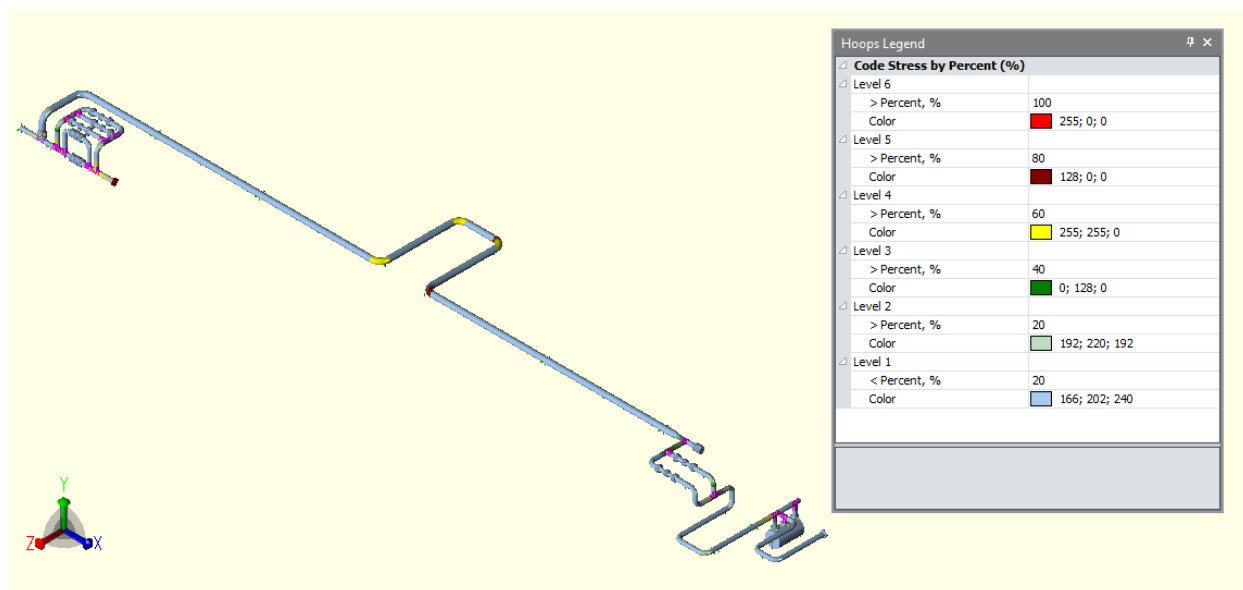 Hoops Legend
Code Stress by Percent (%)
Level 6
> Percent, % 100
Color 255; 0; 0
Level 5
> Percent, % 80
Color 128; 0; 0
Level 4
> Percent, % 60
Color 255; 255; 0
Level 3
> Percent, % 40
Color 0; 128; 0
Level 2
> Percent, % 20
Color 192; 220; 192
Level 1
< Percent, % 20
Color 166; 202; 240
Y
Z X